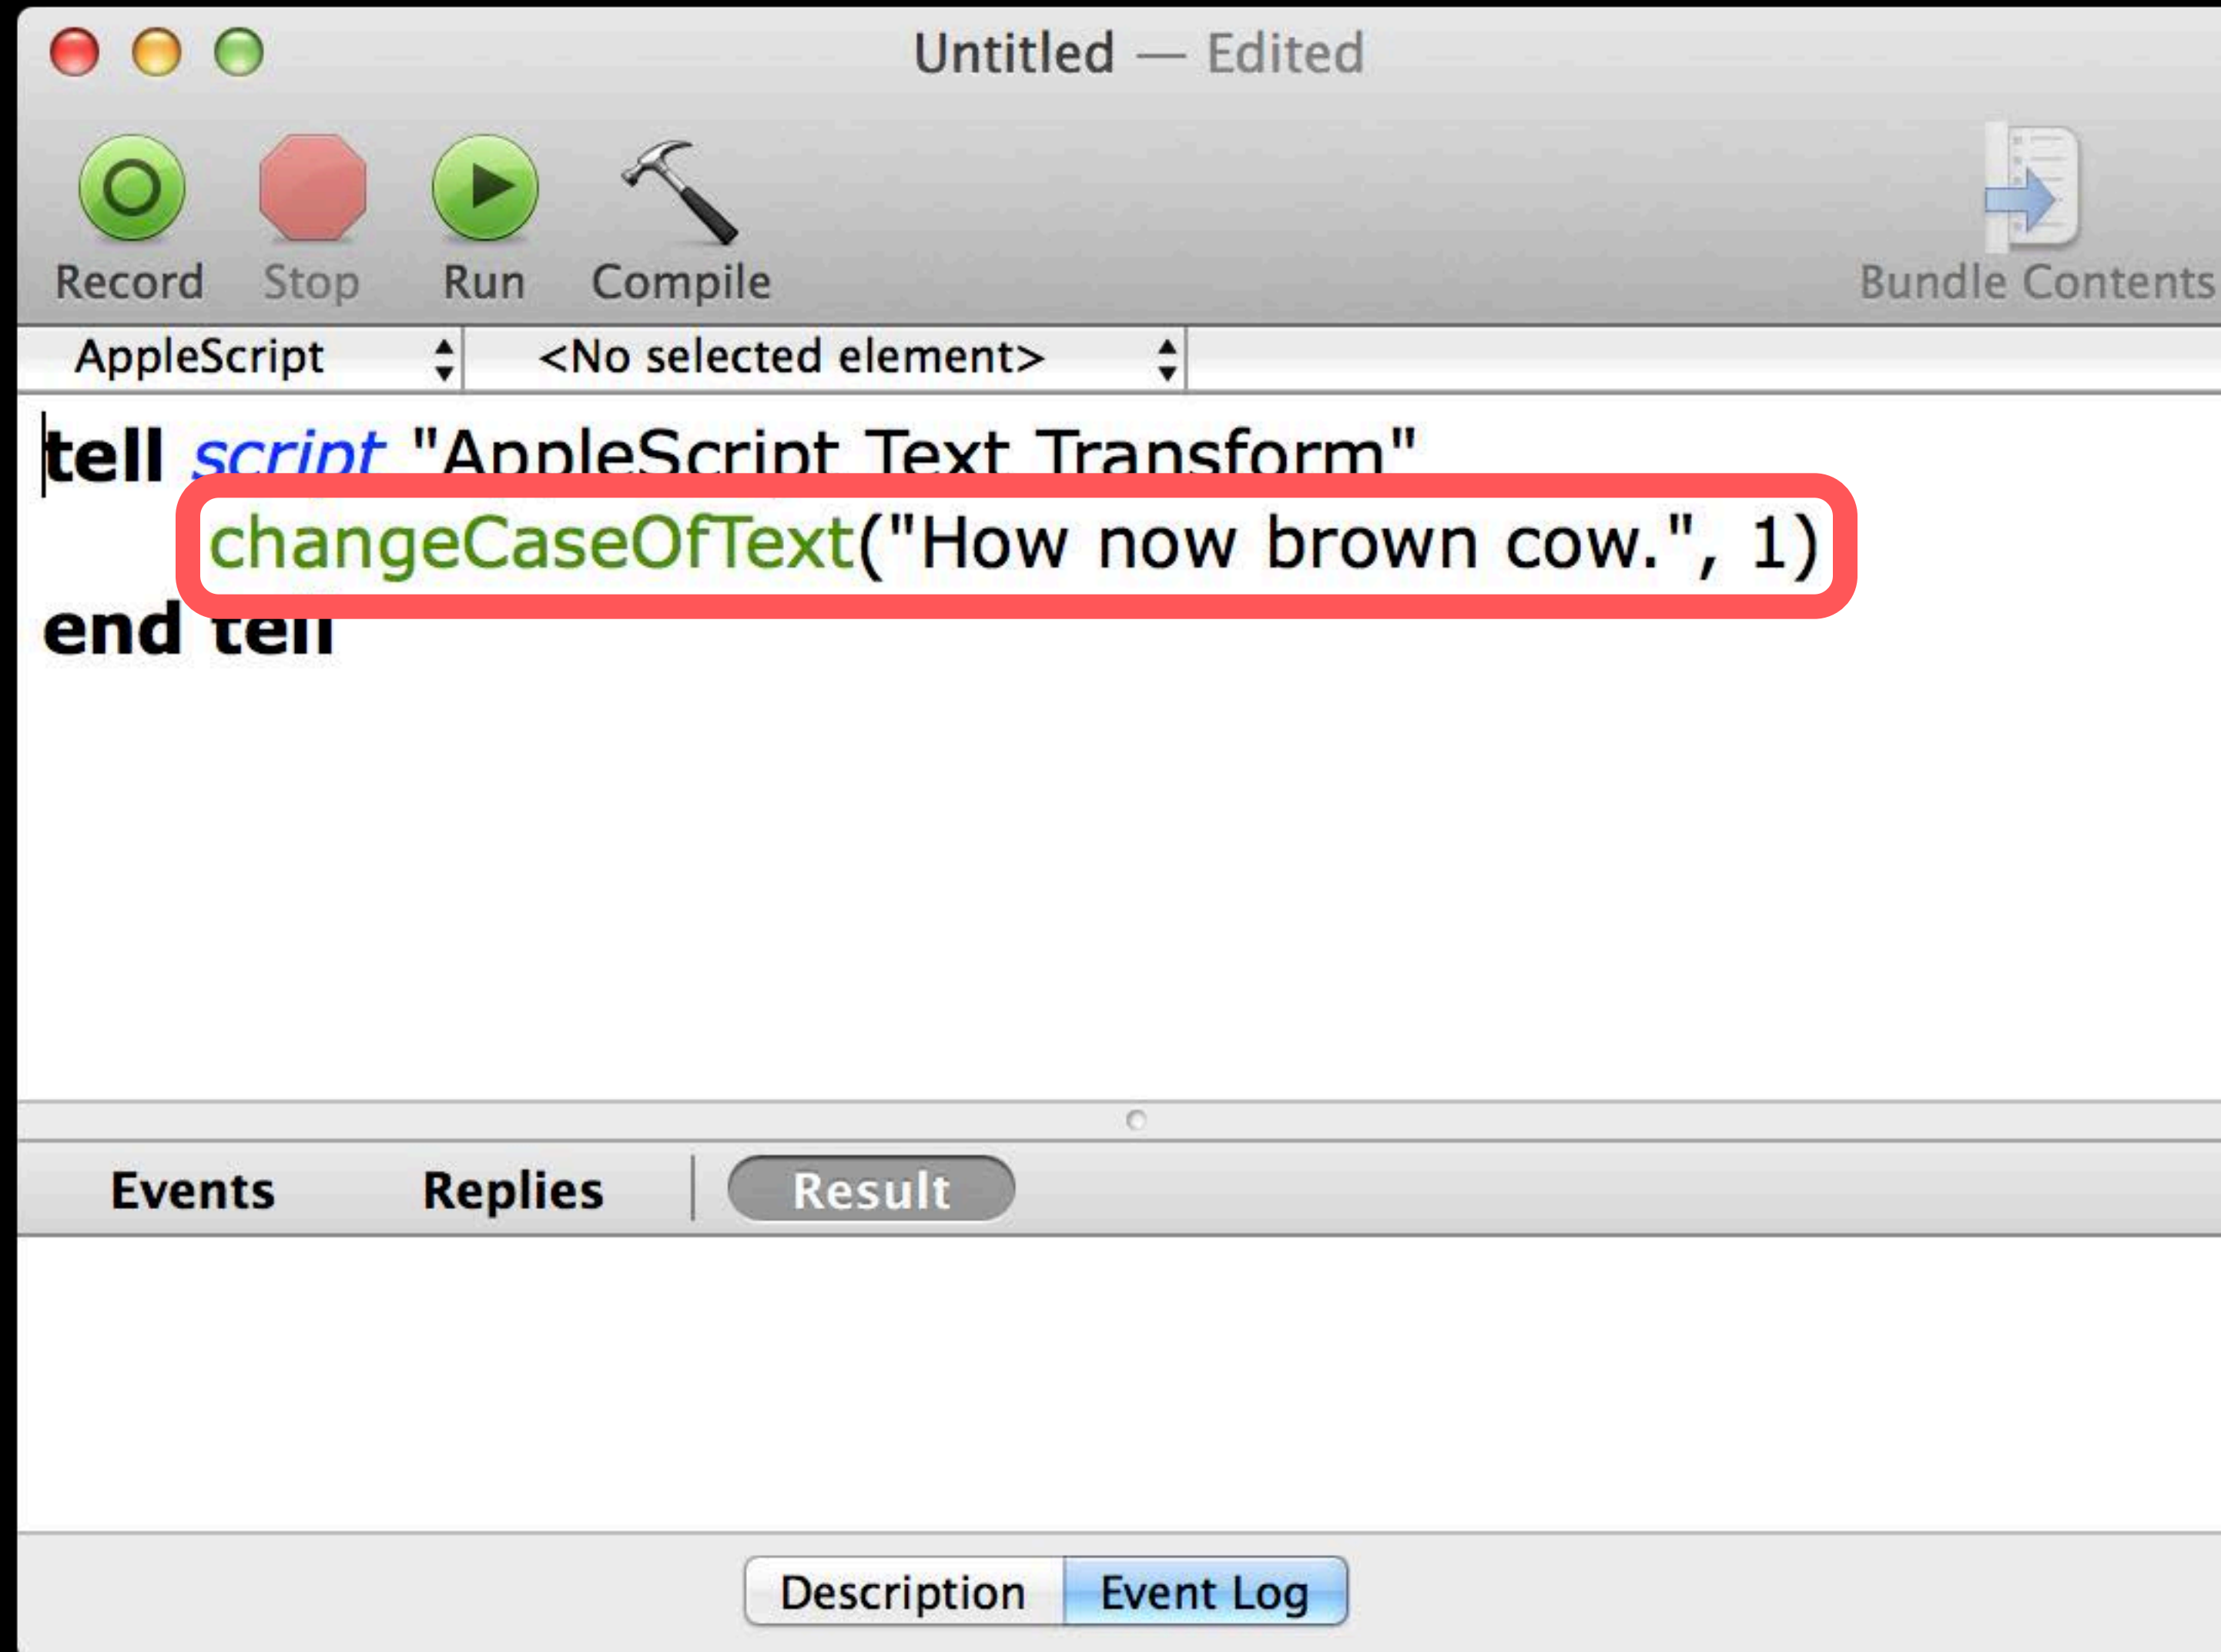 Untitled — Edited
Record Stop Run Compile Bundle Contents
AppleScript <No selected element>
tell script "AppleScript Text Transform"
changeCaseOfText("How now brown cow.", 1)
end tell
Events Replies Result
Description Event Log